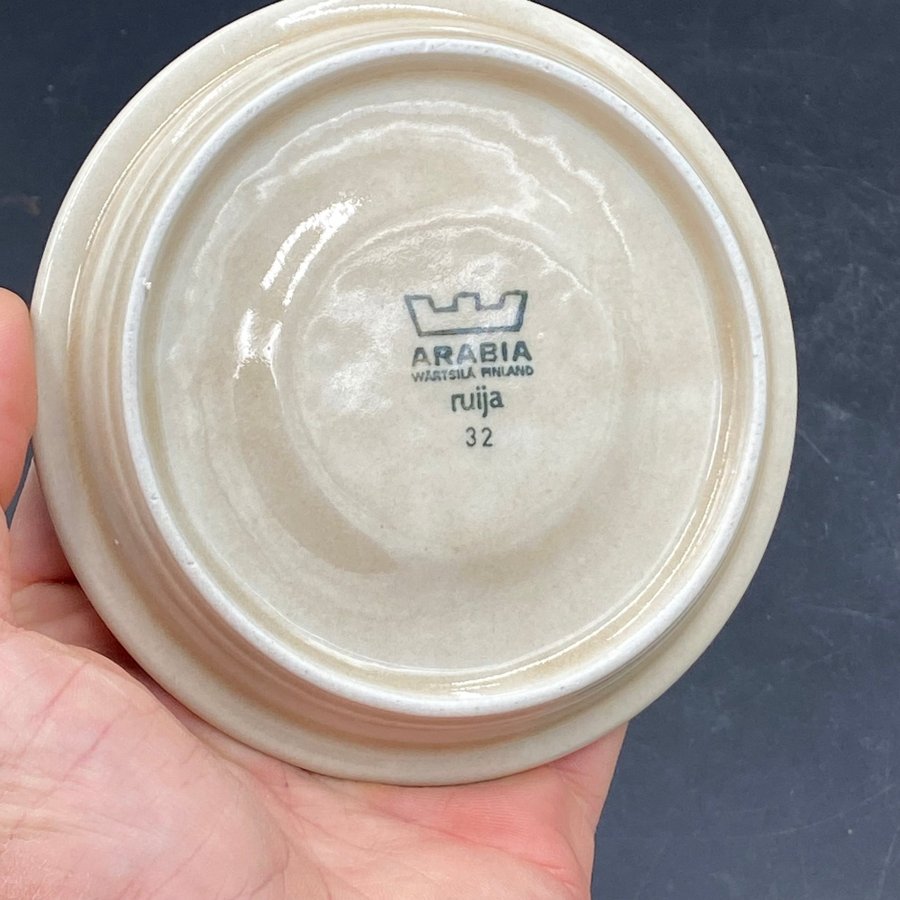 ARABIA
WÄRTSILÄ FINLAND
ruija
32